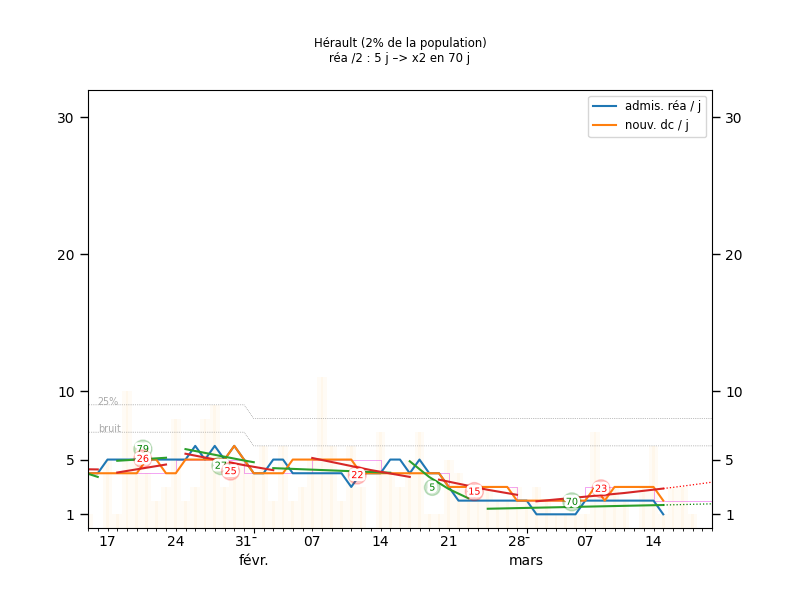 Hérault (2% de la population)
réa /2 : 5 j –> x2 en 70 j
admis. réa / j
nouv. dc / j
30 30
20 20
10 10
25%
bruit
79
26
25
22
5
15
70
23
5 5
1 1
17 24 31 07 14 21 28 07 14
févr. mars